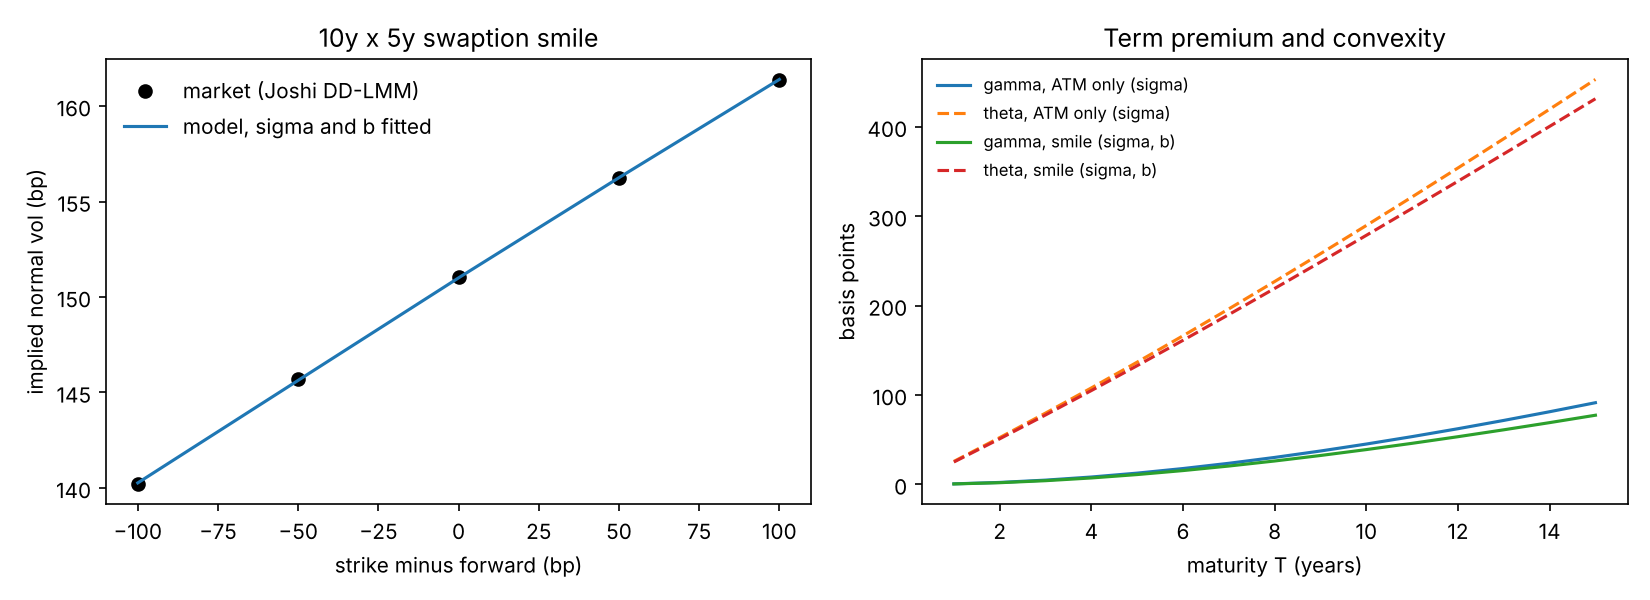 10y x 5y swaption smile
market (Joshi DD-LMM)
model, sigma and b fitted
implied normal vol (bp)
160
155
150
145
140
−100 −75 −50 −25 0 25 50 75 100
strike minus forward (bp)
Term premium and convexity
gamma, ATM only (sigma)
theta, ATM only (sigma)
gamma, smile (sigma, b)
theta, smile (sigma, b)
basis points
400
300
200
100
0
2 4 6 8 10 12 14
maturity T (years)